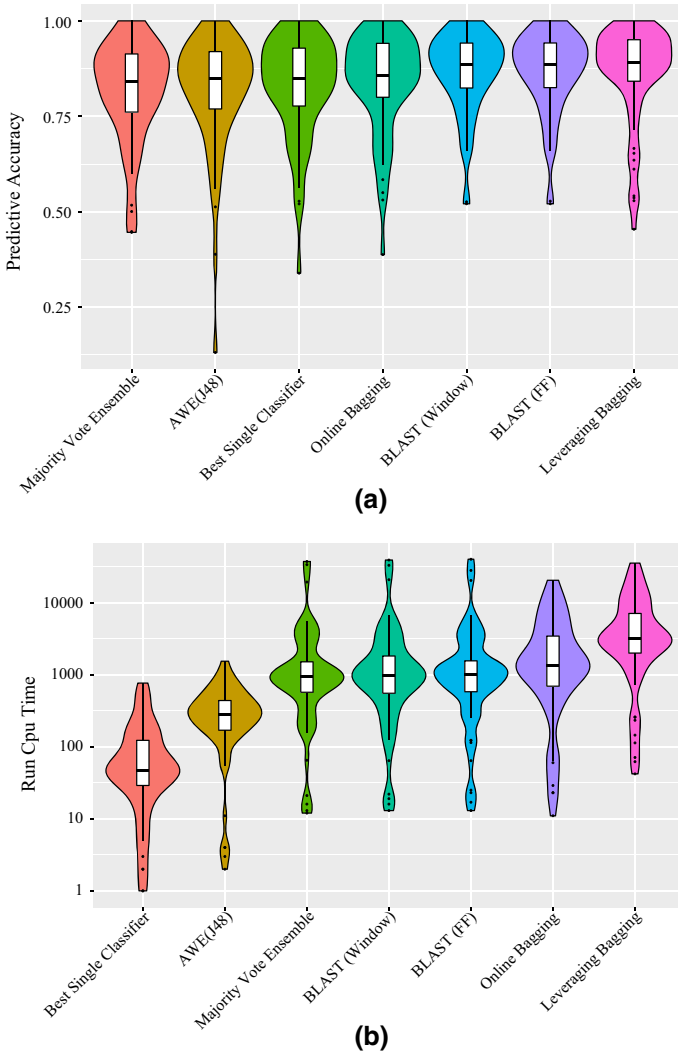 1.00
0.75
0.50
0.25
Predictive Accuracy
Majority Vote Ensemble
AWE(J48)
Best Single Classifier
Online Bagging
BLAST (Window)
BLAST (FF)
Leveraging Bagging
(a)
10000
1000
100
10
1
Run Cpu Time
Best Single Classifier
AWE(J48)
Majority Vote Ensemble
BLAST (Window)
BLAST (FF)
Online Bagging
Leveraging Bagging
(b)